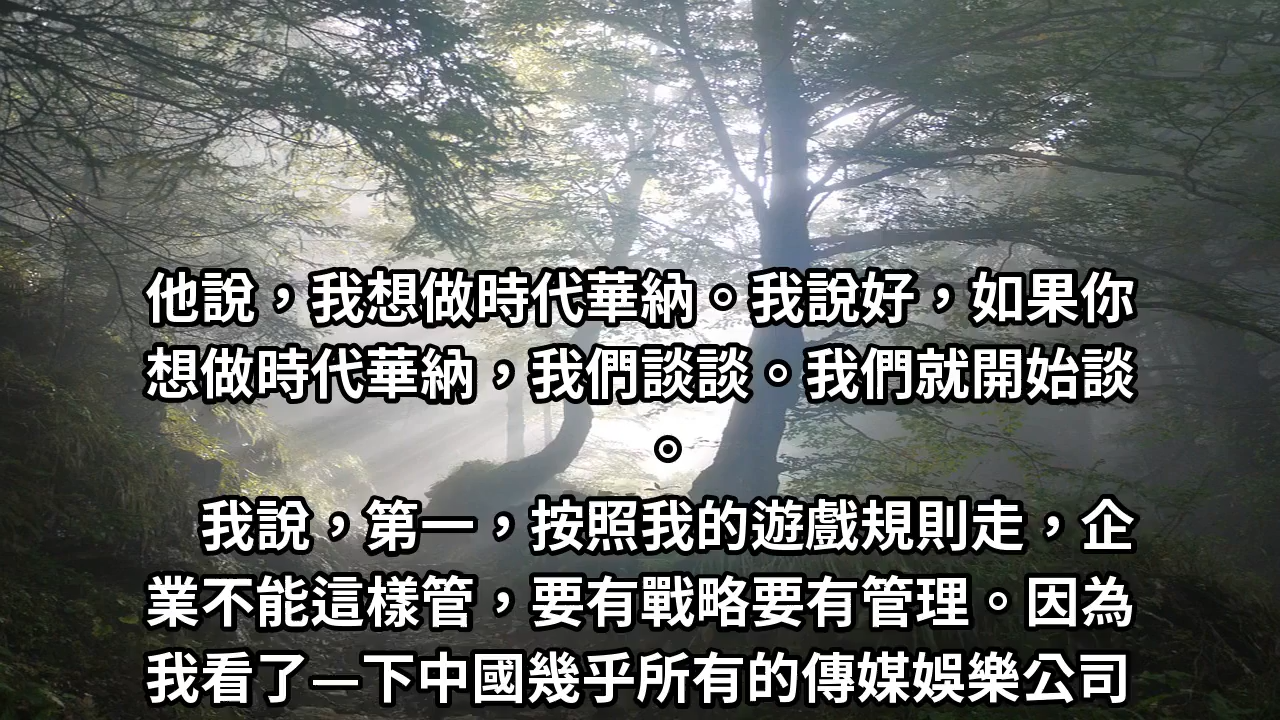 他說，我想做時代華納。我說好，如果你
想做時代華納，我們談談。我們就開始談
。
我說，第一，按照我的遊戲規則走，企
業不能這樣管，要有戰略要有管理。因為
我看了—下中國幾乎所有的傳媒娛樂公司